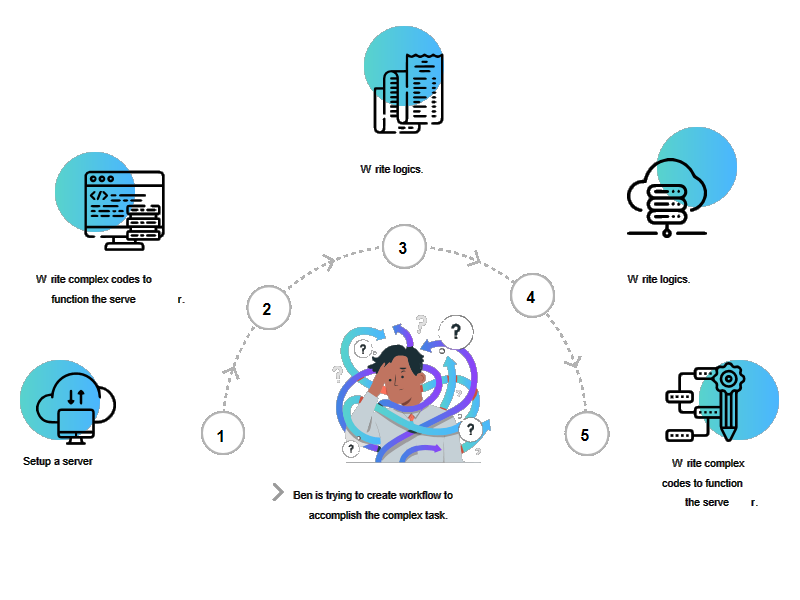 W rite logics.
W rite complex codes to
function the serve r.
W rite logics.
3
4
2
?
?
?
?
1
5
?
?
?
?
Setup a server
W rite complex
codes to function
the serve r.
Ben is trying to create workflow to
accomplish the complex task.